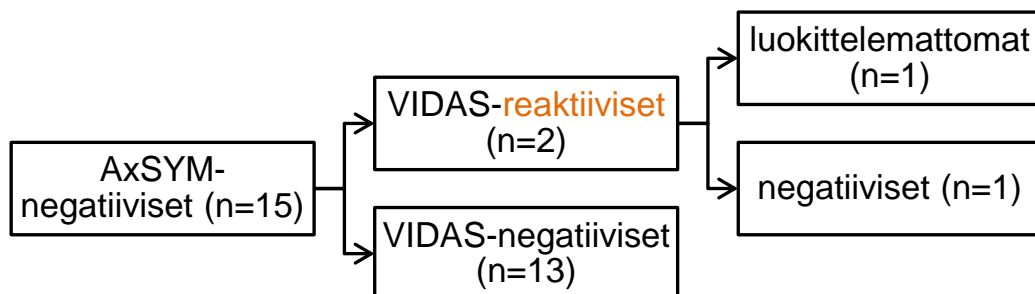 AxSYM-
negatiiviset (n=15)
VIDAS-reaktiiviset
(n=2)
VIDAS-negatiiviset
(n=13)
luokittelemattomat
(n=1)
negatiiviset (n=1)